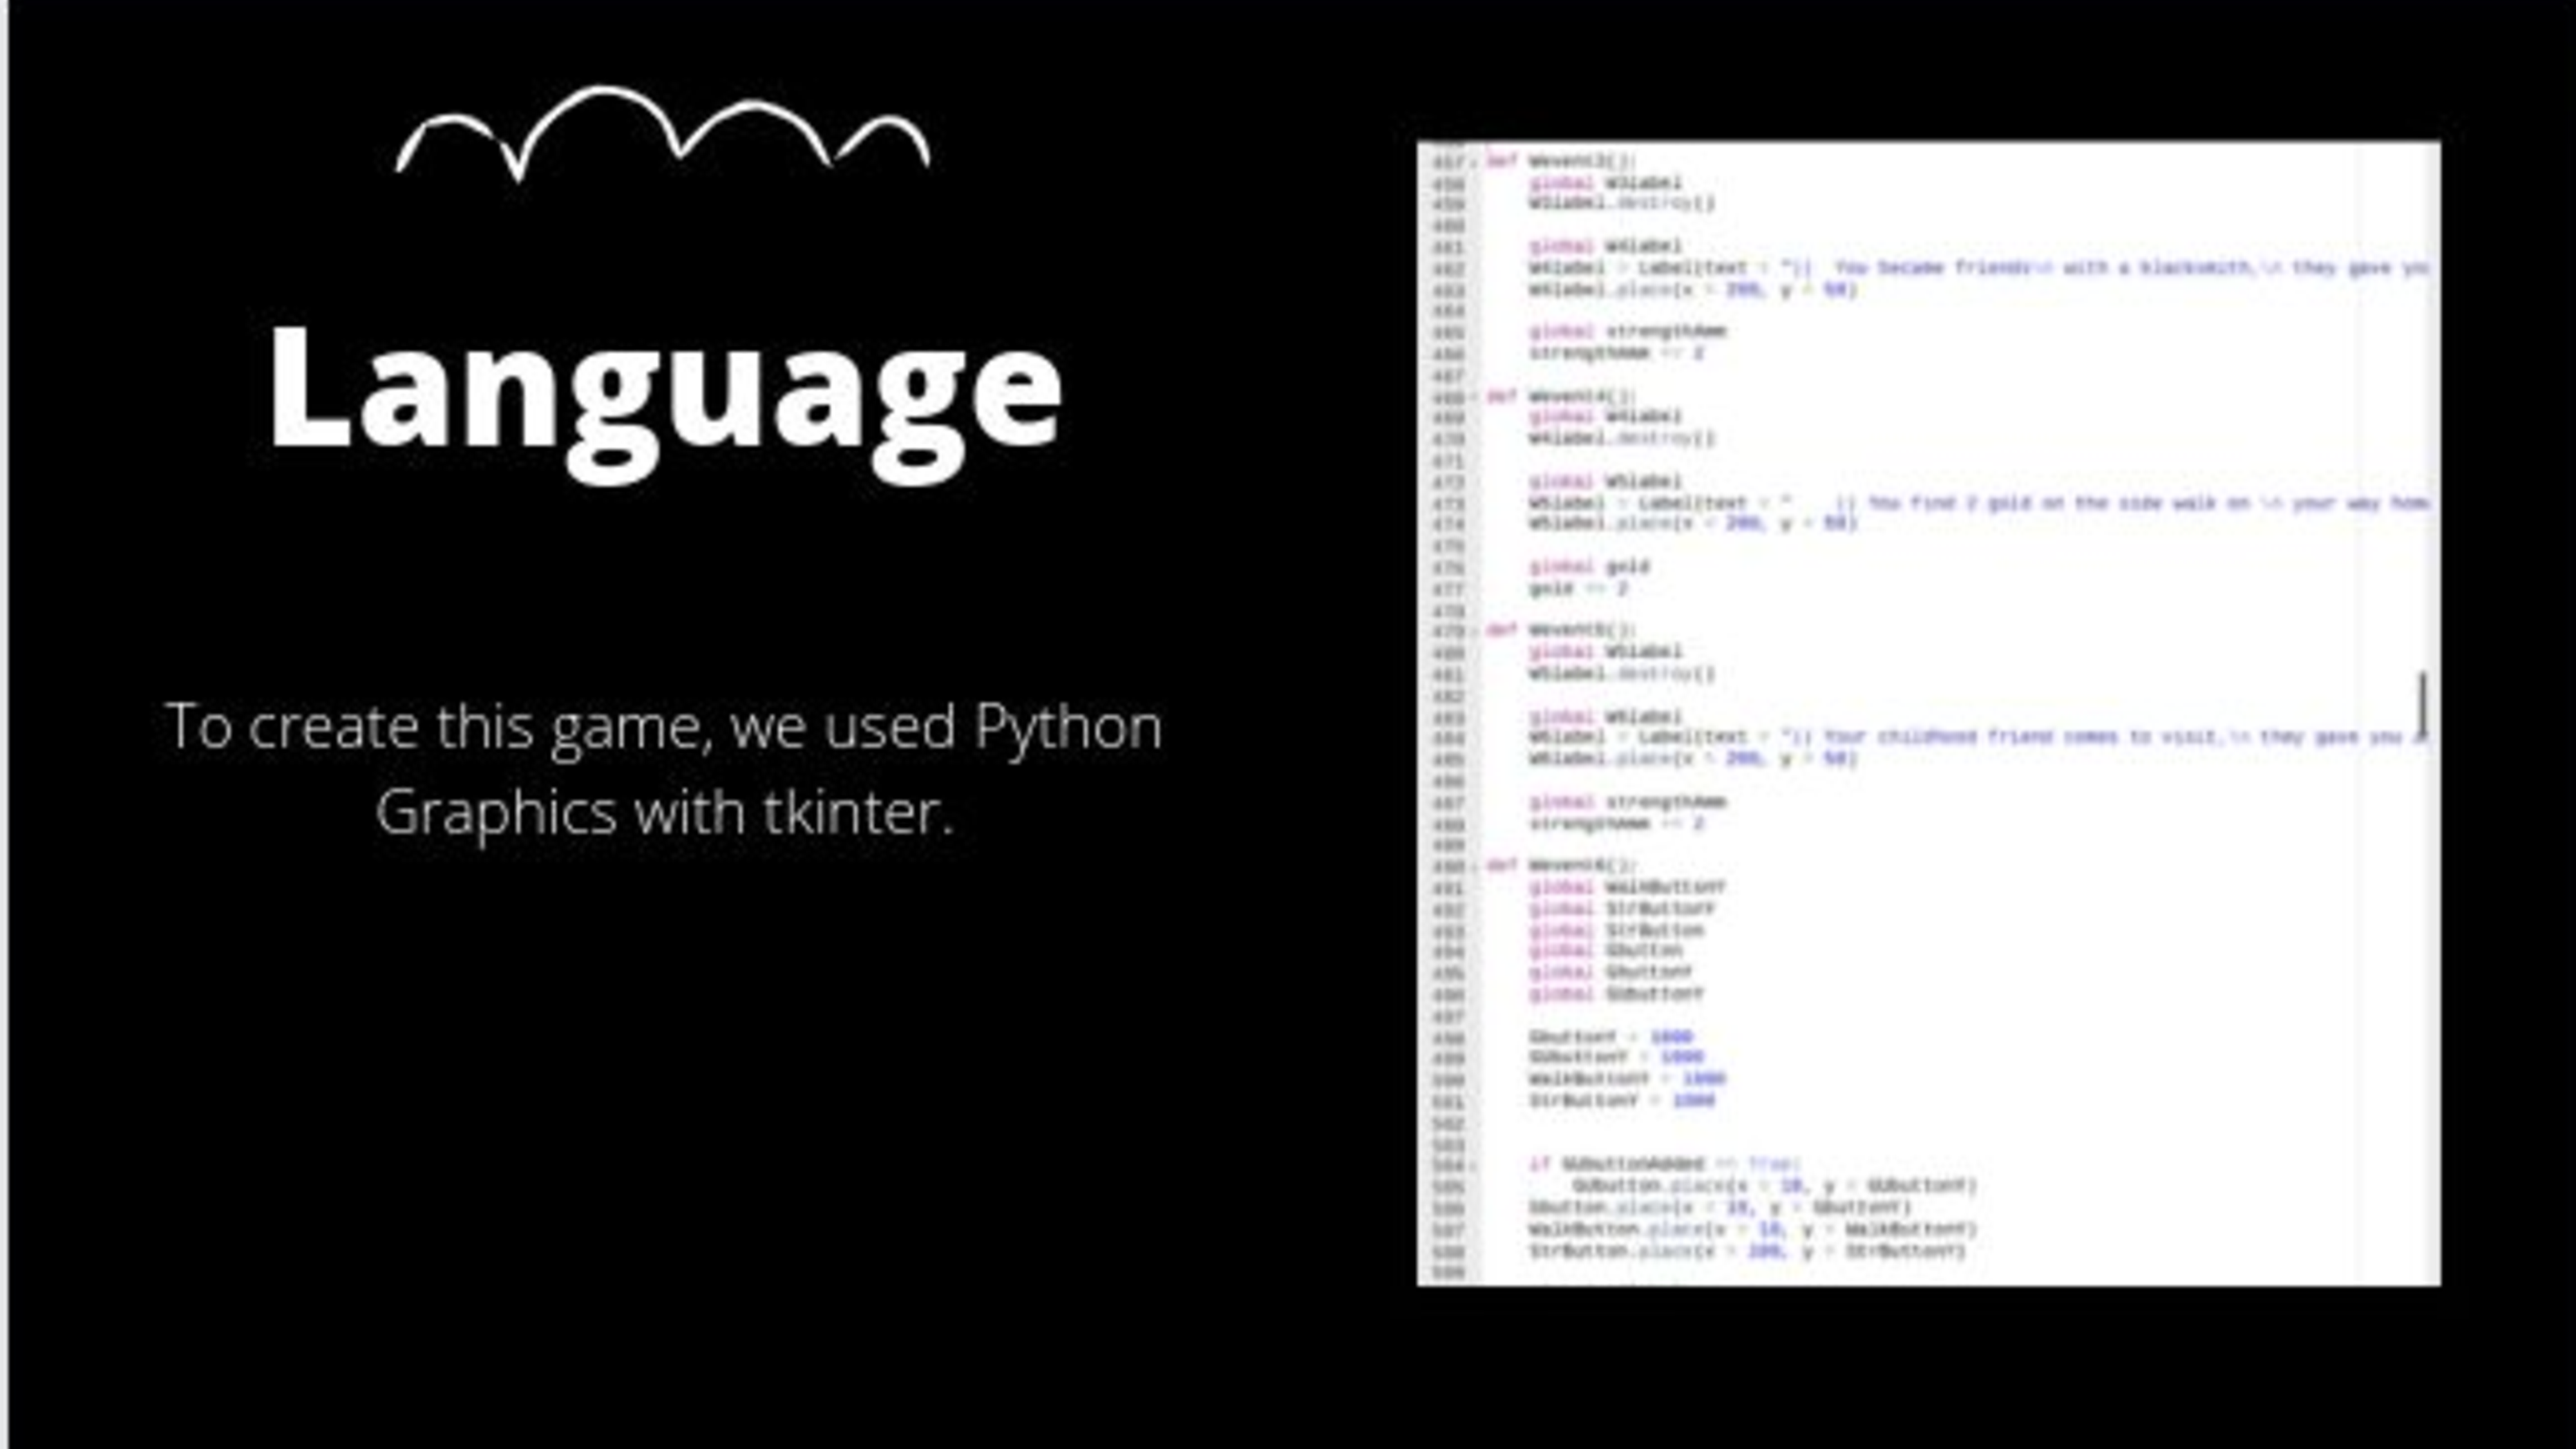 Language
To create this game, we used Python
Graphics with tkinter.
457 def Wevent3():
458 global W3label
459 W3label.destroy()
460
461 global W4label
462 W4label = Label(text = "|| You became friends\n with a blacksmith,\n they gave you
463 W4label.place(x = 200, y = 50)
464
465 global strengthAmm
466 strengthAmm += 2
467
468 def Wevent4():
469 global W4label
470 W4label.destroy()
471
472 global W5label
473 W5label = Label(text = " || You find 2 gold on the side walk on \n your way home
474 W5label.place(x = 200, y = 50)
475
476 global gold
477 gold += 2
478
479 def Wevent5():
480 global W5label
481 W5label.destroy()
482
483 global W6label
484 W6label = Label(text = "|| Your childhood friend comes to visit,\n they gave you
485 W6label.place(x = 200, y = 50)
486
487 global strengthAmm
488 strengthAmm += 2
489
490 def Wevent6():
491 global WalkButtonY
492 global StrButtonY
493 global StrButton
494 global Gbutton
495 global GbuttonY
496 global GUbuttonY
497
498 GbuttonY = 1000
499 GUbuttonY = 1000
500 WalkButtonY = 1000
501 StrButtonY = 1000
502
503
504 if GUbuttonAdded == True:
505 GUbutton.place(x = 10, y = GUbuttonY)
506 Gbutton.place(x = 10, y = GbuttonY)
507 WalkButton.place(x = 10, y = WalkButtonY)
508 StrButton.place(x = 200, y = StrButtonY)
509